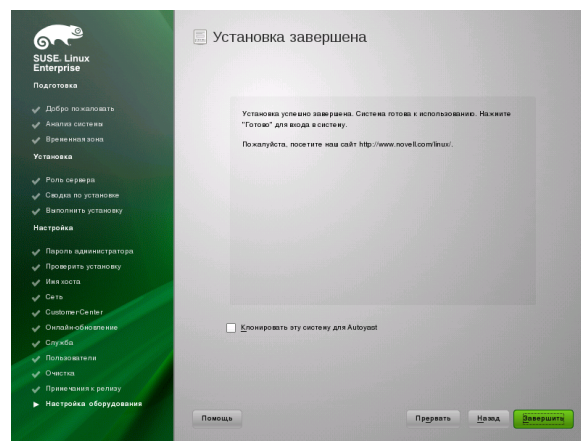 SUSE. Linux
Enterprise
Подготовка
Добро пожаловать
Анализ системы
Временная зона
Установка
Роль сервера
Сводка по установке
Выполнить установку
Настройка
Пароль администратора
Проверить установку
Имя хоста
Сеть
Customer Center
Онлайн-обновление
Служба
Пользователи
Очистка
Примечания к релизу
Настройка оборудования
Установка завершена
Установка успешно завершена. Система готова к использованию. Нажмите
"Готово" для входа в систему.
Пожалуйста, посетите наш сайт http://www.novell.com/linux/.
Клонировать эту систему для Autoyast
Помощь
Прервать
Назад
Завершить